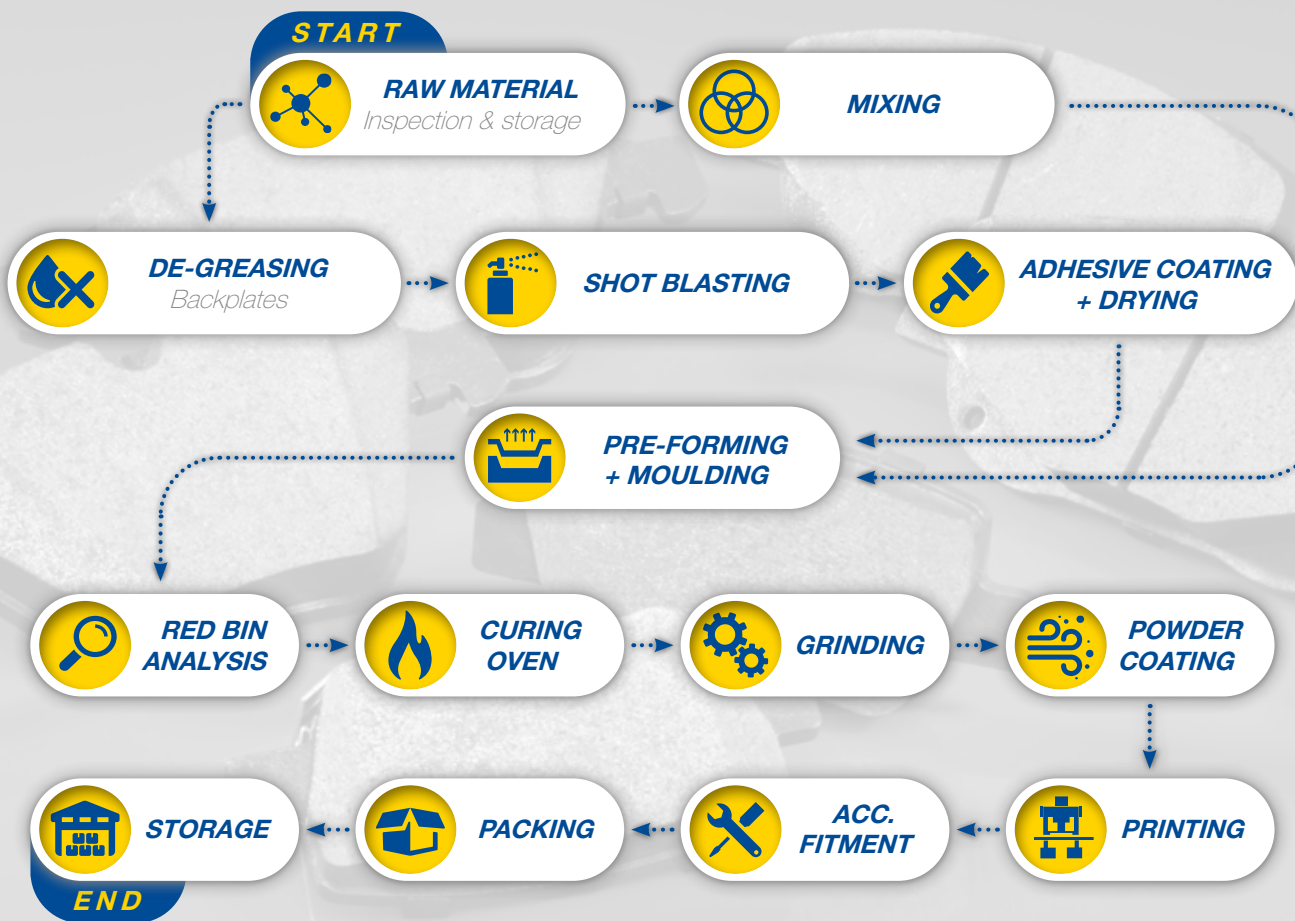 START
RAW MATERIAL
Inspection & storage
MIXING
DE-GREASING
Backplates
SHOT BLASTING
ADHESIVE COATING
+ DRYING
PRE-FORMING
+ MOULDING
RED BIN
ANALYSIS
CURING
OVEN
GRINDING
POWDER
COATING
STORAGE
PACKING
ACC.
FITMENT
PRINTING
END